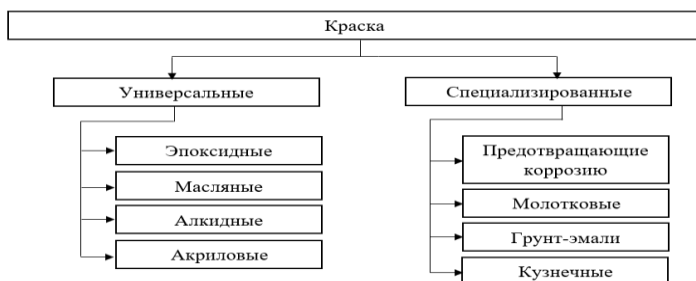 Краска
Универсальные
Эпоксидные
Масляные
Алкидные
Акриловые
Специализированные
Предотвращающие
коррозию
Молотковые
Грунт-эмали
Кузнечные